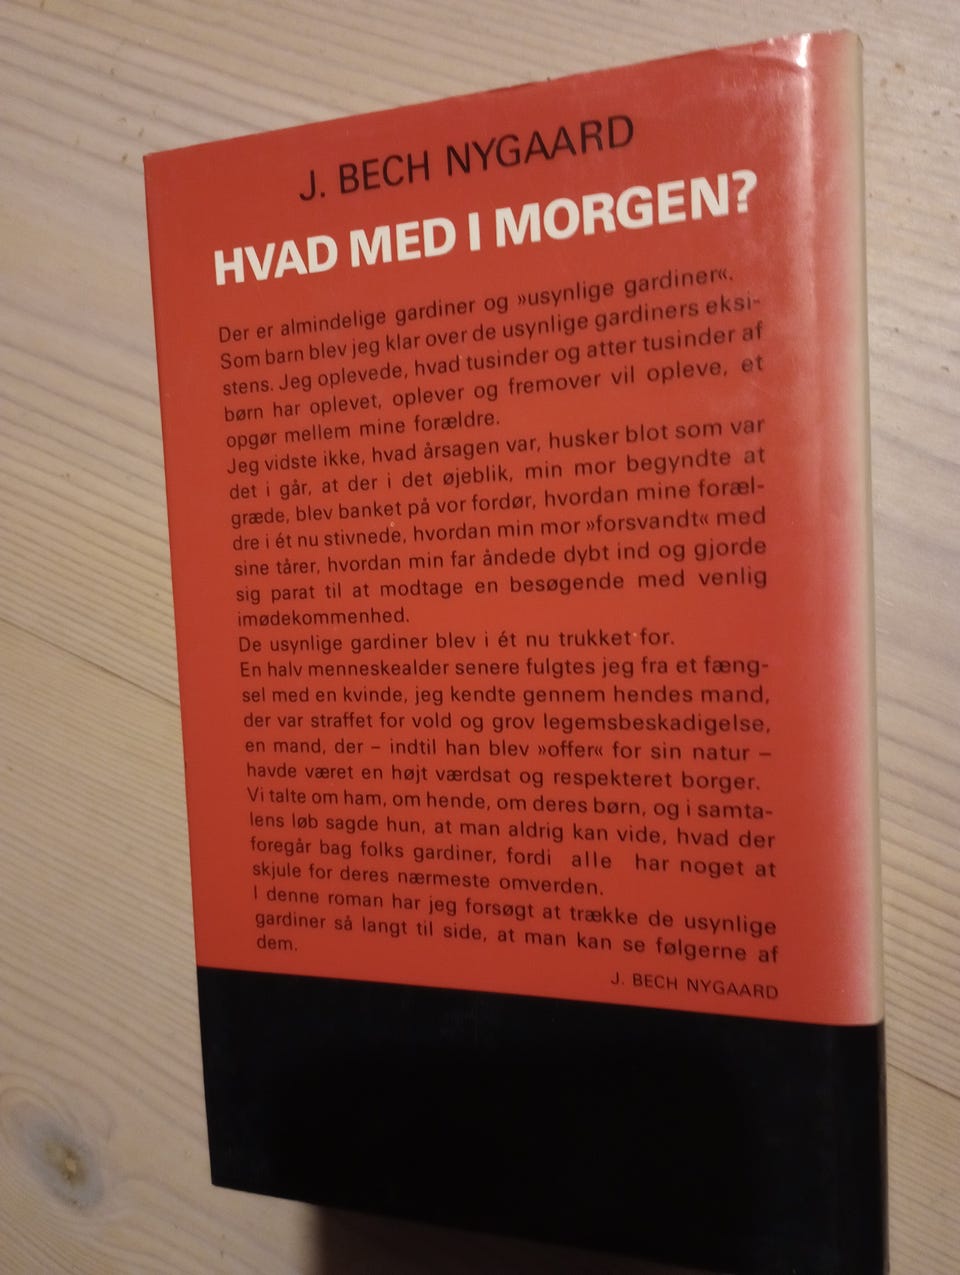 J. BECH NYGAARD
HVAD MED I MORGEN?
Der er almindelige gardiner og »usynlige gardiner«.
Som barn blev jeg klar over de usynlige gardiners eksi-
stens. Jeg oplevede, hvad tusinder og atter tusinder af
børn har oplevet, oplever og fremover vil opleve, et
opgør mellem mine forældre.
Jeg vidste ikke, hvad årsagen var, husker blot som var
det i går, at der i det øjeblik, min mor begyndte at
græde, blev banket på vor fordør, hvordan mine foræl-
dre i ét nu stivnede, hvordan min mor »forsvandt« med
sine tårer, hvordan min far åndede dybt ind og gjorde
sig parat til at modtage en besøgende med venlig
imødekommenhed.
De usynlige gardiner blev i ét nu trukket for.
En halv menneskealder senere fulgtes jeg fra et fæng-
sel med en kvinde, jeg kendte gennem hendes mand,
der var straffet for vold og grov legemsbeskadigelse,
en mand, der – indtil han blev »offer« for sin natur –
havde været en højt værdsat og respekteret borger.
Vi talte om ham, om hende, om deres børn, og i samta-
lens løb sagde hun, at man aldrig kan vide, hvad der
foregår bag folks gardiner, fordi alle har noget at
skjule for deres nærmeste omverden.
I denne roman har jeg forsøgt at trække de usynlige
gardiner så langt til side, at man kan se følgerne af
dem.
J. BECH NYGAARD